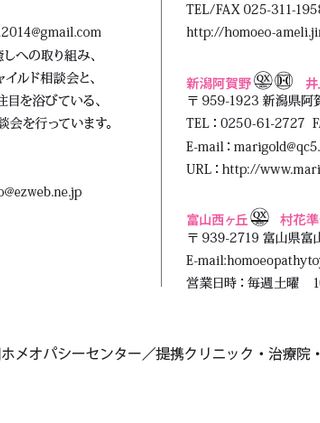 2014@gmail.com
癒しへの取り組み、
ャイルド相談会と、
注目を浴びている、
談会を行っています。
o@ezweb.ne.jp
TEL/FAX 025-311-1958
http://homoeo-ameli.ji
新潟阿賀野 QX H 井
〒959-1923 新潟県阿賀
TEL：0250-61-2727 F
E-mail：marigold@qc5.
URL：http://www.mari
富山西ヶ丘 QX 村花準
〒939-2719 富山県富山
E-mail:homoeopathyto
営業日時：毎週土曜 1
ホメオパシーセンター／提携クリニック・治療院・